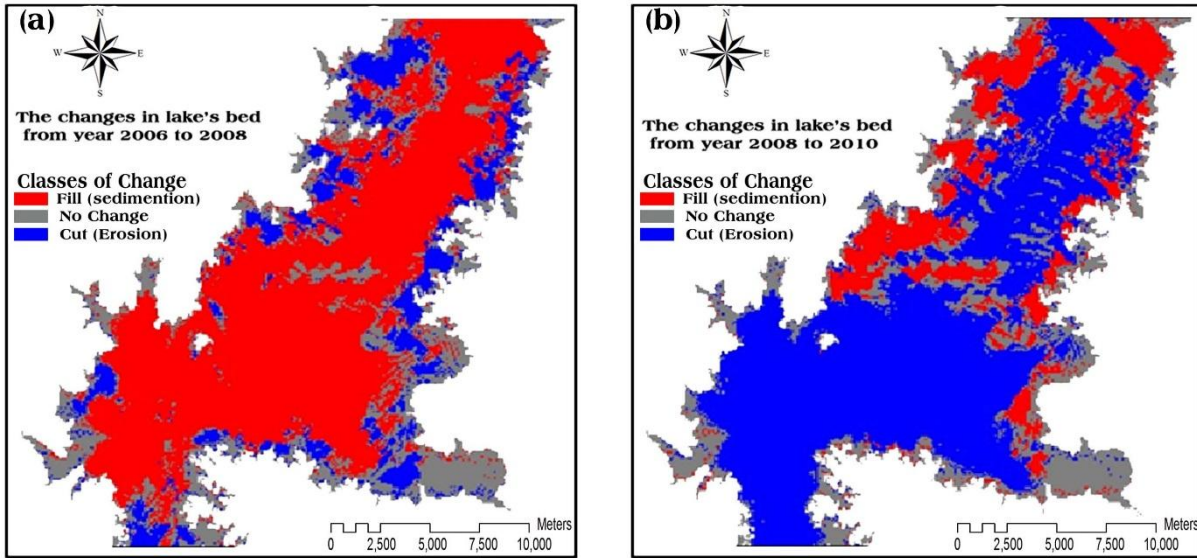 (a)
N
W E
S
The changes in lake's bed
from year 2006 to 2008
Classes of Change
Fill (sedimention)
No Change
Cut (Erosion)
Meters
0 2,500 5,000 7,500 10,000
(b)
N
W E
S
The changes in lake's bed
from year 2008 to 2010
Classes of Change
Fill (sedimention)
No Change
Cut (Erosion)
Meters
0 2,500 5,000 7,500 10,000